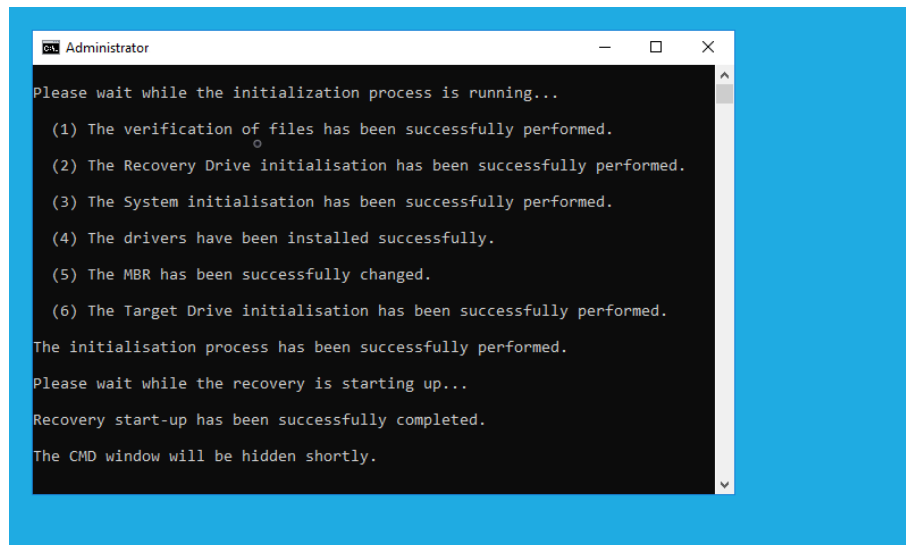 Administrator
Please wait while the initialization process is running...
(1) The verification of files has been successfully performed.
(2) The Recovery Drive initialisation has been successfully performed.
(3) The System initialisation has been successfully performed.
(4) The drivers have been installed successfully.
(5) The MBR has been successfully changed.
(6) The Target Drive initialisation has been successfully performed.
The initialisation process has been successfully performed.
Please wait while the recovery is starting up...
Recovery start-up has been successfully completed.
The CMD window will be hidden shortly.